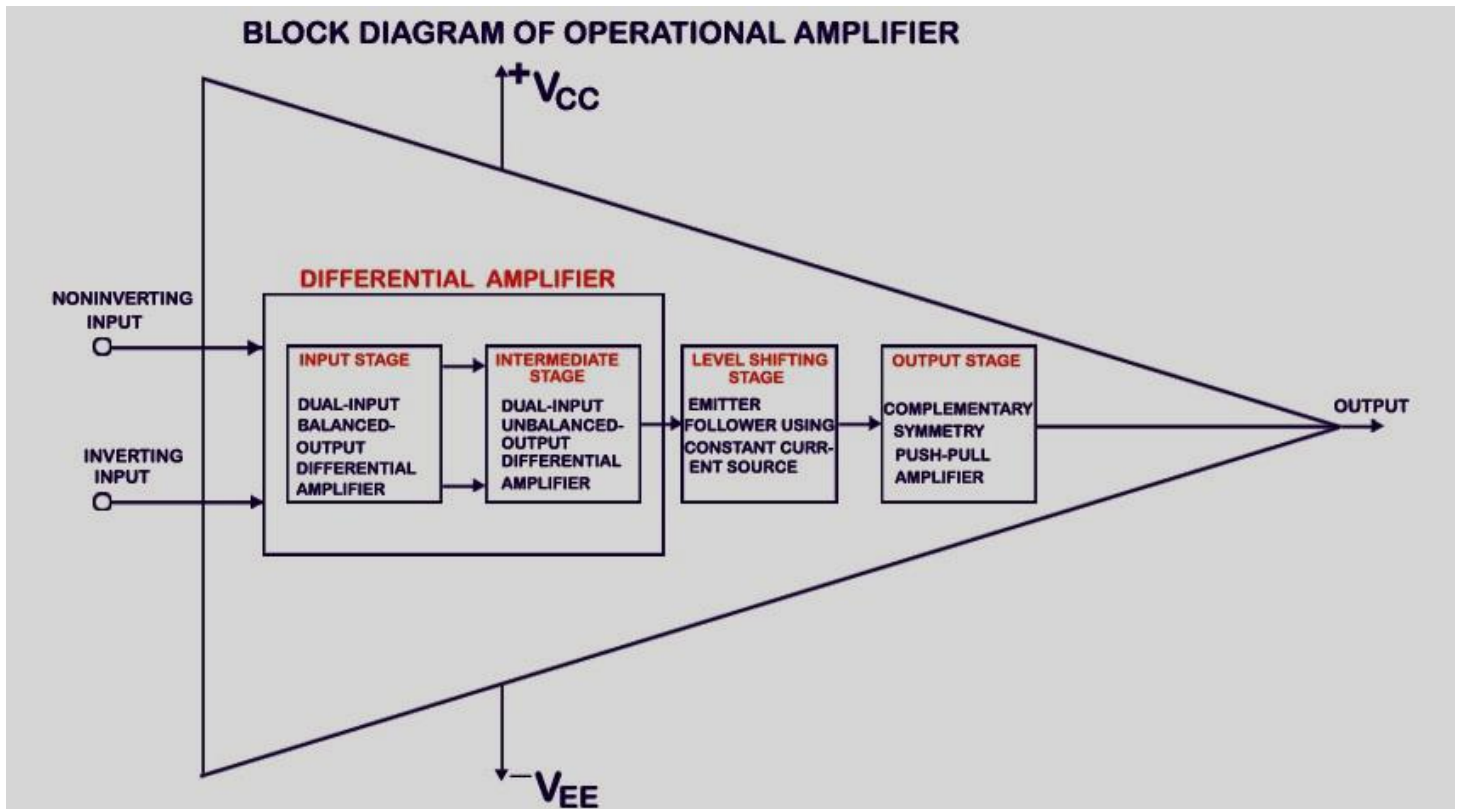 BLOCK DIAGRAM OF OPERATIONAL AMPLIFIER
+VCC
DIFFERENTIAL AMPLIFIER
NONINVERTING
INPUT
INVERTING
INPUT
INPUT STAGE
DUAL-INPUT
BALANCED-
OUTPUT
DIFFERENTIAL
AMPLIFIER
INTERMEDIATE
STAGE
DUAL-INPUT
UNBALANCED-
OUTPUT
DIFFERENTIAL
AMPLIFIER
LEVEL SHIFTING
STAGE
EMITTER
FOLLOWER USING
CONSTANT CURR-
ENT SOURCE
OUTPUT STAGE
COMPLEMENTARY
SYMMETRY
PUSH-PULL
AMPLIFIER
OUTPUT
-VEE